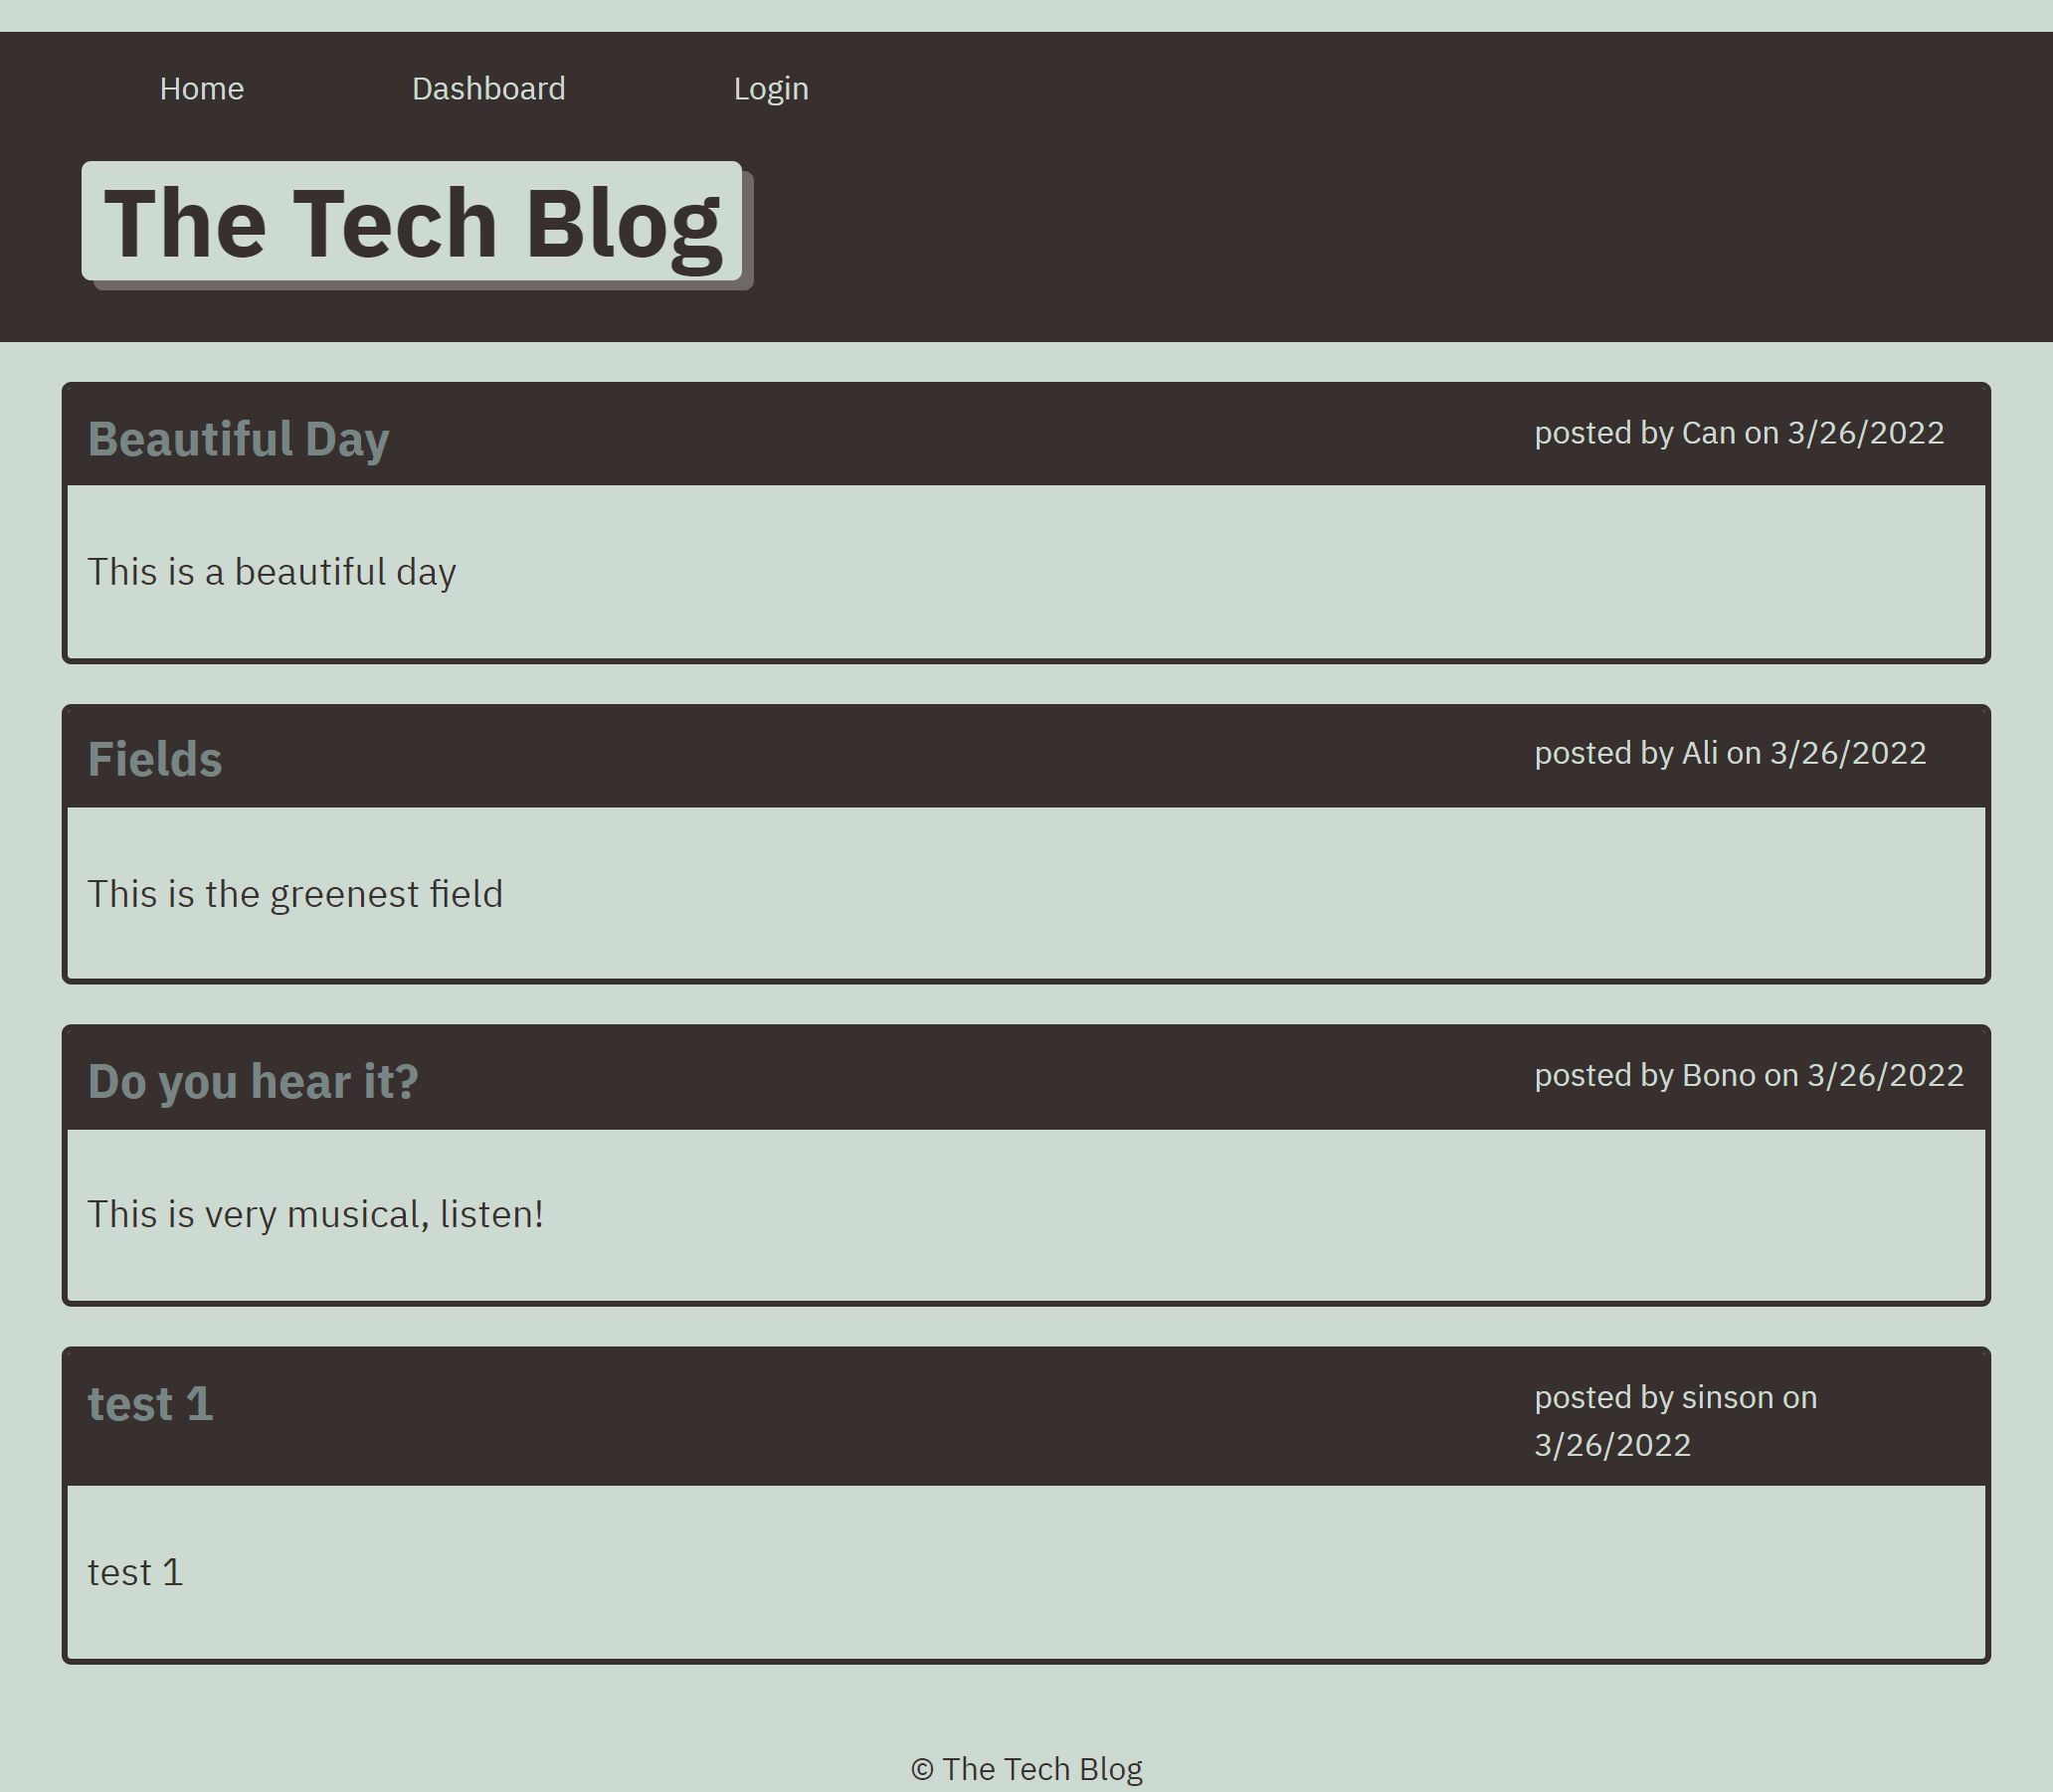 Home Dashboard Login
The Tech Blog
Beautiful Day
posted by Can on 3/26/2022
This is a beautiful day
Fields
posted by Ali on 3/26/2022
This is the greenest field
Do you hear it?
posted by Bono on 3/26/2022
This is very musical, listen!
test 1
posted by sinson on
3/26/2022
test 1
© The Tech Blog